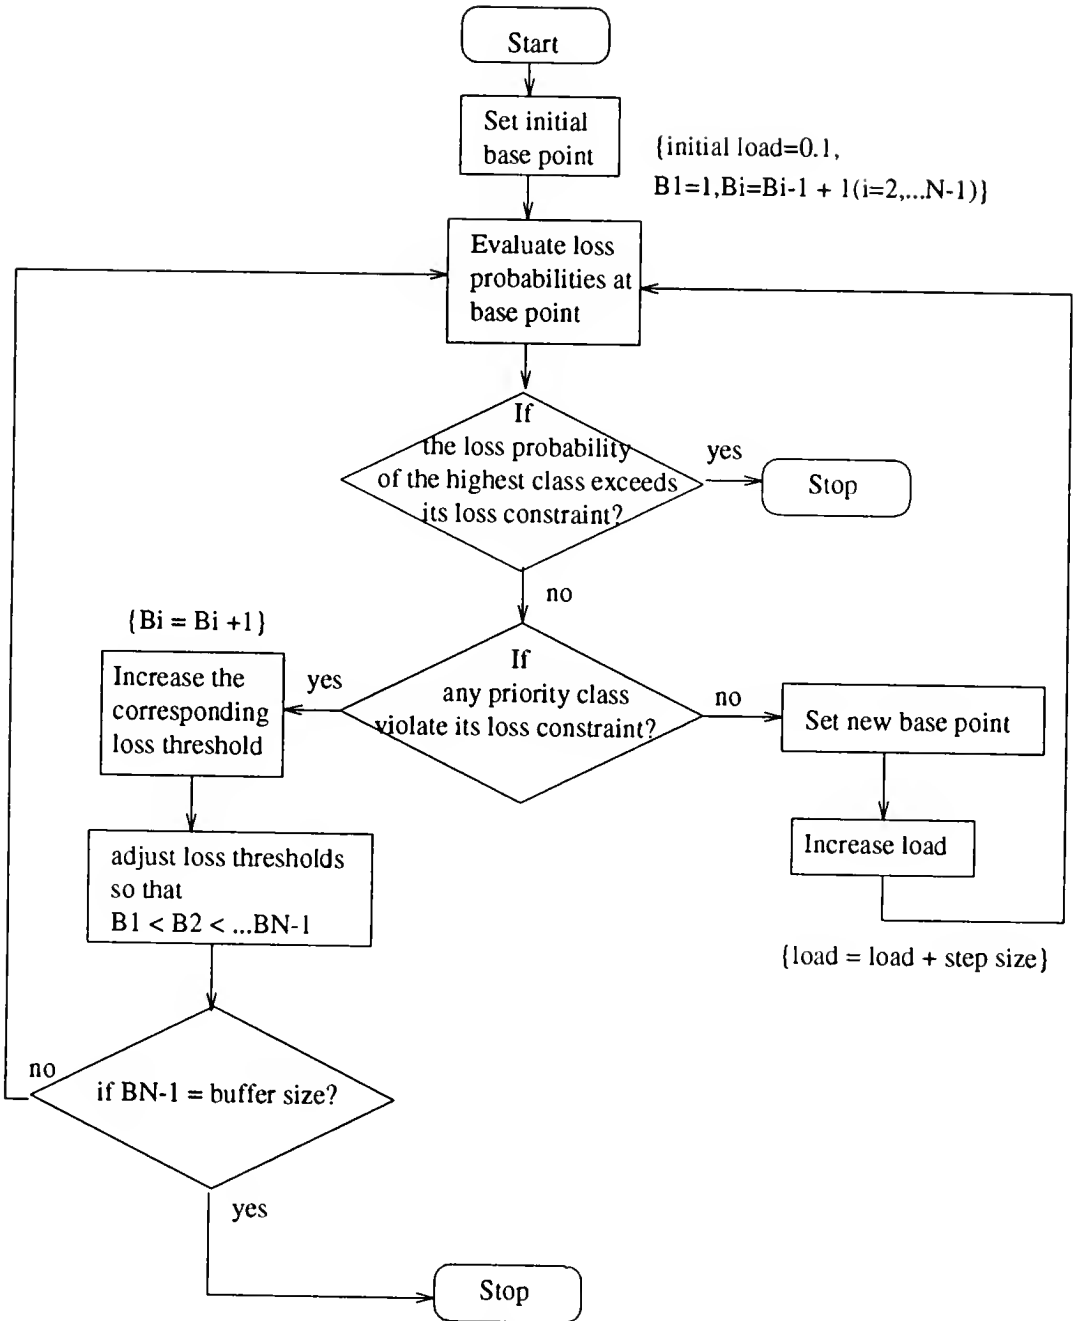 Start
Set initial
base point
{initial load=0.1,
B1=1,Bi=Bi-1 + 1(i=2,...N-1)}
Evaluate loss
probabilities at
base point
If
the loss probability
of the highest class exceeds
its loss constraint?
yes
Stop
no
{Bi = Bi +1}
Increase the
corresponding
loss threshold
yes
If
any priority class
violate its loss constraint?
no
Set new base point
Increase load
{load = load + step size}
adjust loss thresholds
so that
B1 < B2 < ...BN-1
no
if BN-1 = buffer size?
yes
Stop